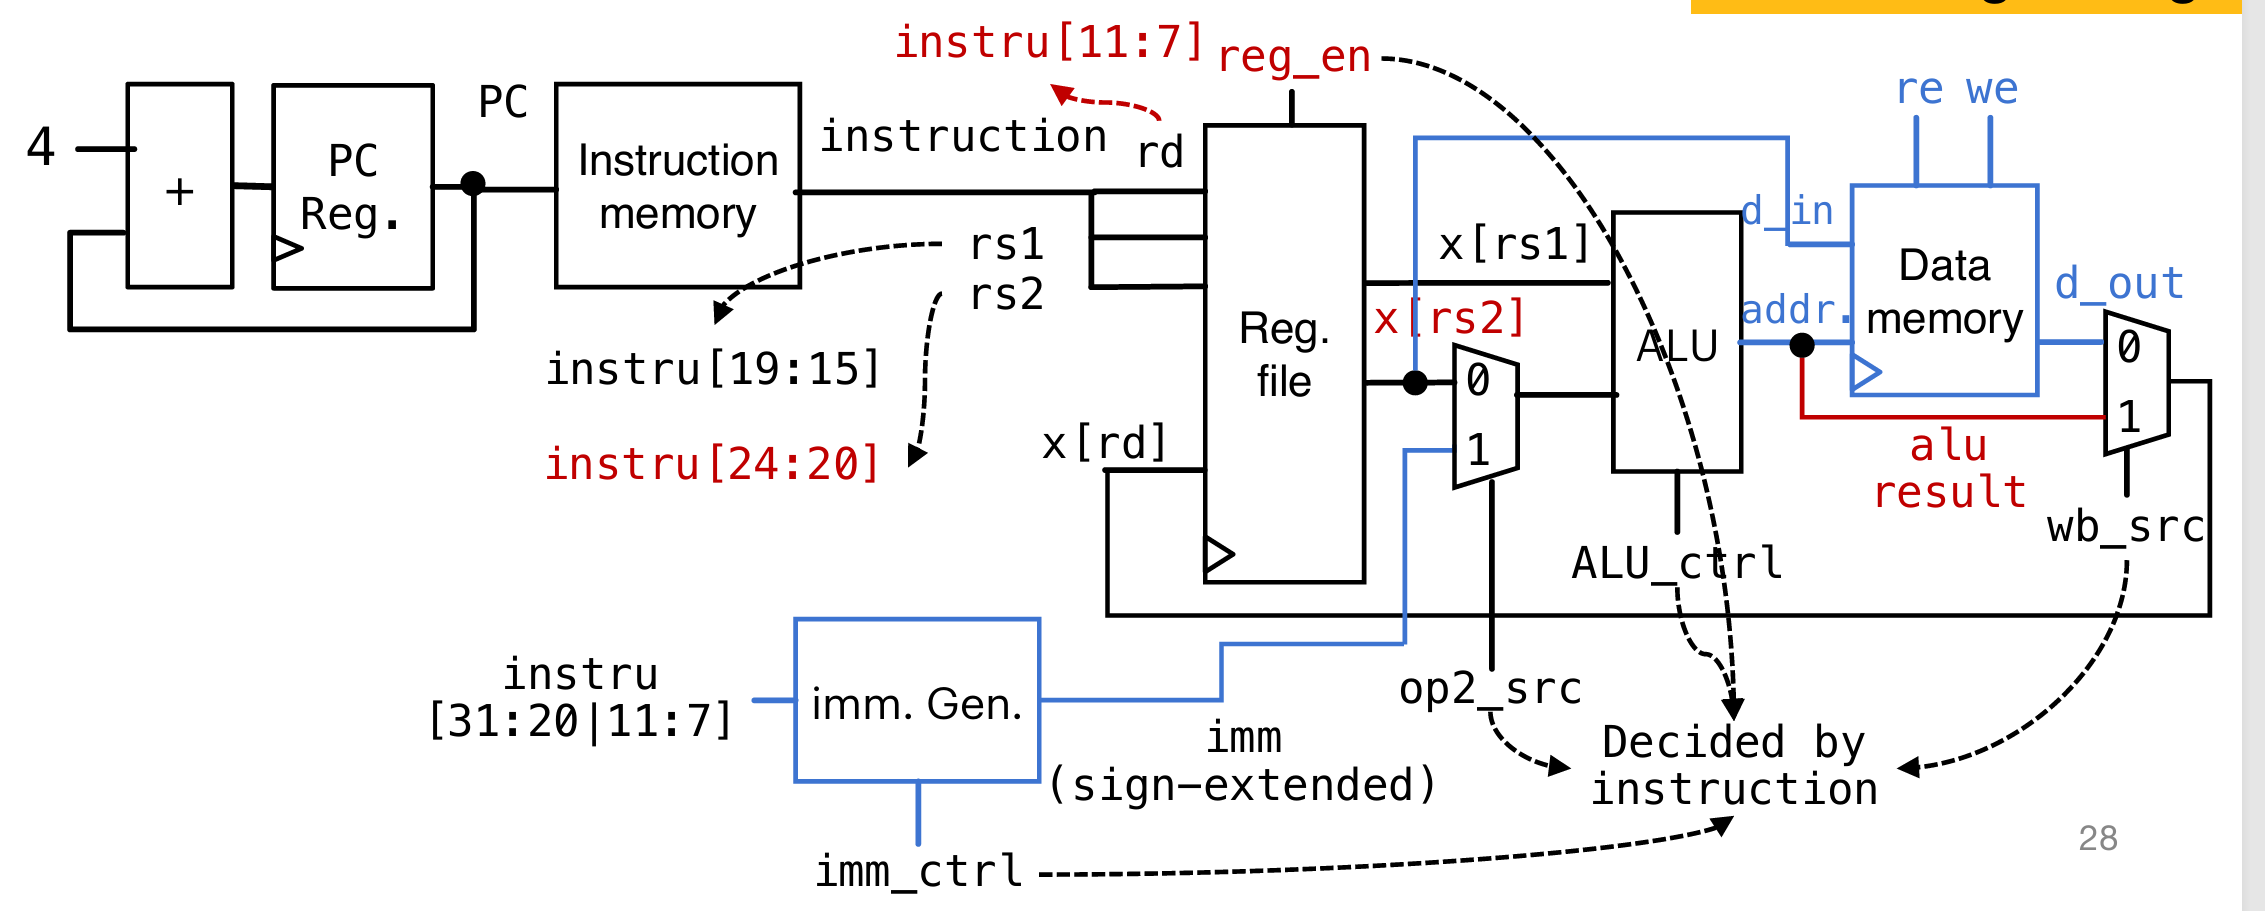 instru[11:7]
reg_en
re we
PC
4
+
PC
Reg.
Instruction
memory
instruction
rd
rs1
rs2
x[rs1]
d_in
Data
memory
d_out
addr.
x[rs2]
Reg.
file
ALU
0
1
0
1
instru[19:15]
instru[24:20]
x[rd]
alu
result
wb_src
ALU_ctrl
instru
[31:20|11:7]
imm. Gen.
imm
(sign-extended)
op2_src
Decided by
instruction
imm_ctrl
28